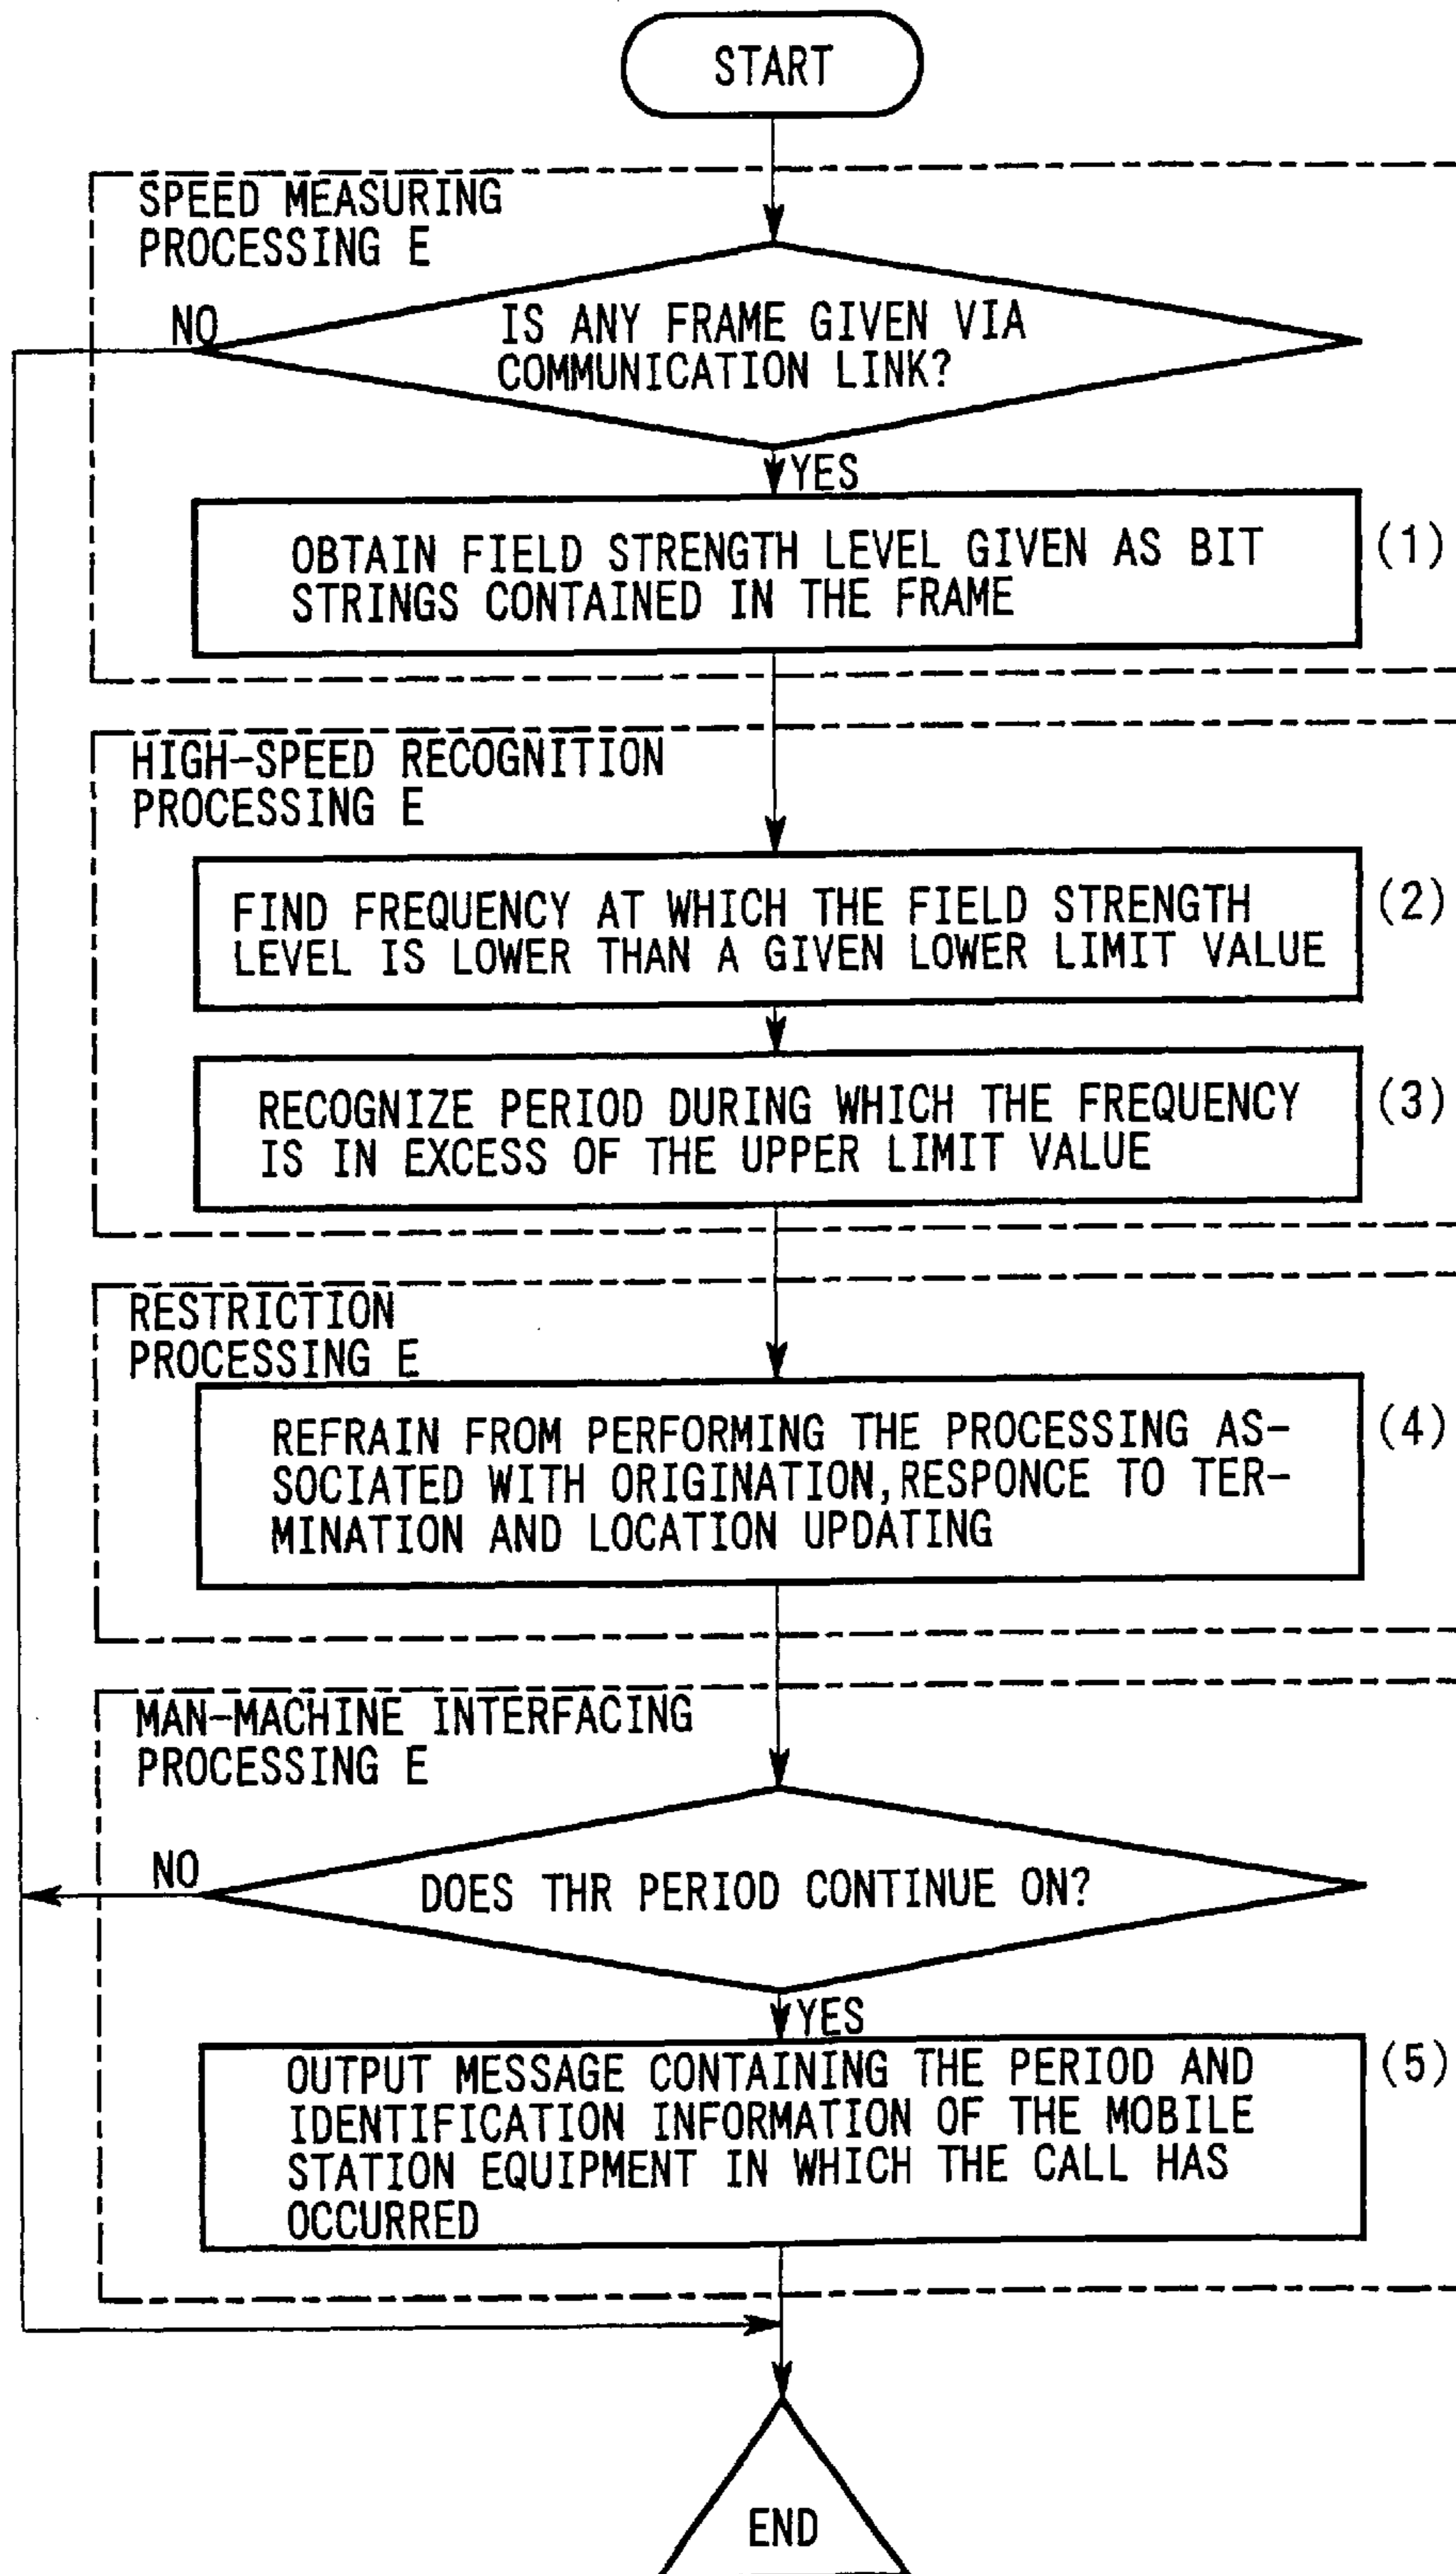 START
SPEED MEASURING
PROCESSING E
NO
IS ANY FRAME GIVEN VIA
COMMUNICATION LINK?
YES
OBTAIN FIELD STRENGTH LEVEL GIVEN AS BIT
STRINGS CONTAINED IN THE FRAME
(1)
HIGH-SPEED RECOGNITION
PROCESSING E
FIND FREQUENCY AT WHICH THE FIELD STRENGTH
LEVEL IS LOWER THAN A GIVEN LOWER LIMIT VALUE
(2)
RECOGNIZE PERIOD DURING WHICH THE FREQUENCY
IS IN EXCESS OF THE UPPER LIMIT VALUE
(3)
RESTRICTION
PROCESSING E
REFRAIN FROM PERFORMING THE PROCESSING AS-
SOCIATED WITH ORIGINATION, RESPONCE TO TER-
MINATION AND LOCATION UPDATING
(4)
MAN-MACHINE INTERFACING
PROCESSING E
NO
DOES THR PERIOD CONTINUE ON?
YES
OUTPUT MESSAGE CONTAINING THE PERIOD AND
IDENTIFICATION INFORMATION OF THE MOBILE
STATION EQUIPMENT IN WHICH THE CALL HAS
OCCURRED
(5)
END